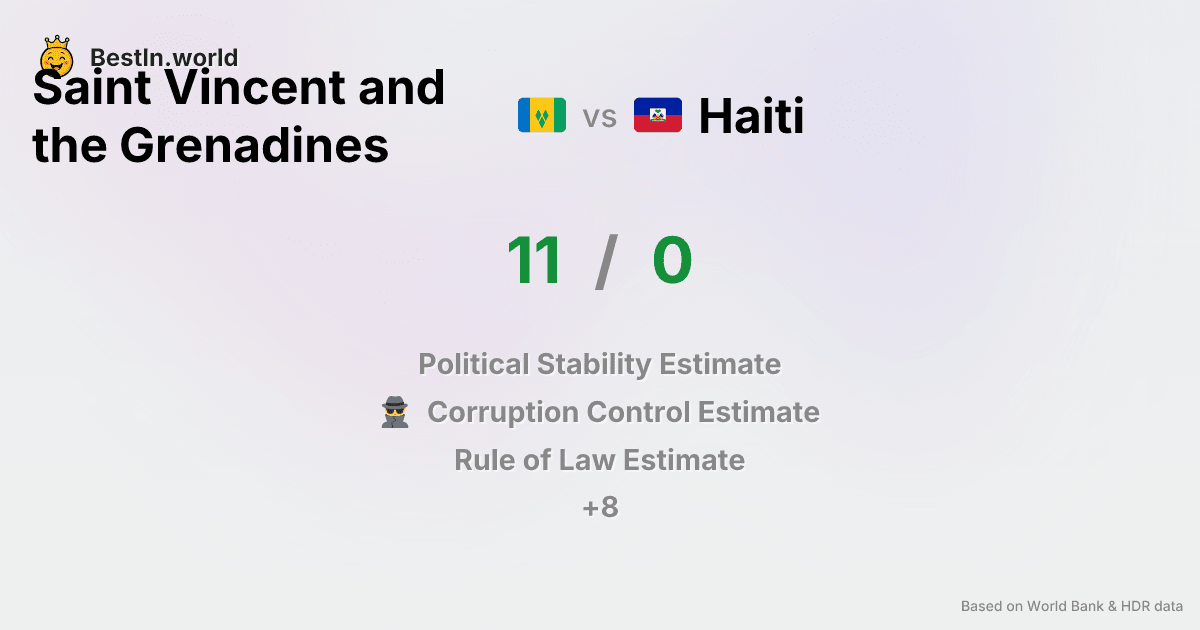 BestIn.world
Saint Vincent and
the Grenadines
vs
Haiti
11 / 0
Political Stability Estimate
Corruption Control Estimate
Rule of Law Estimate
+8
Based on World Bank & HDR data